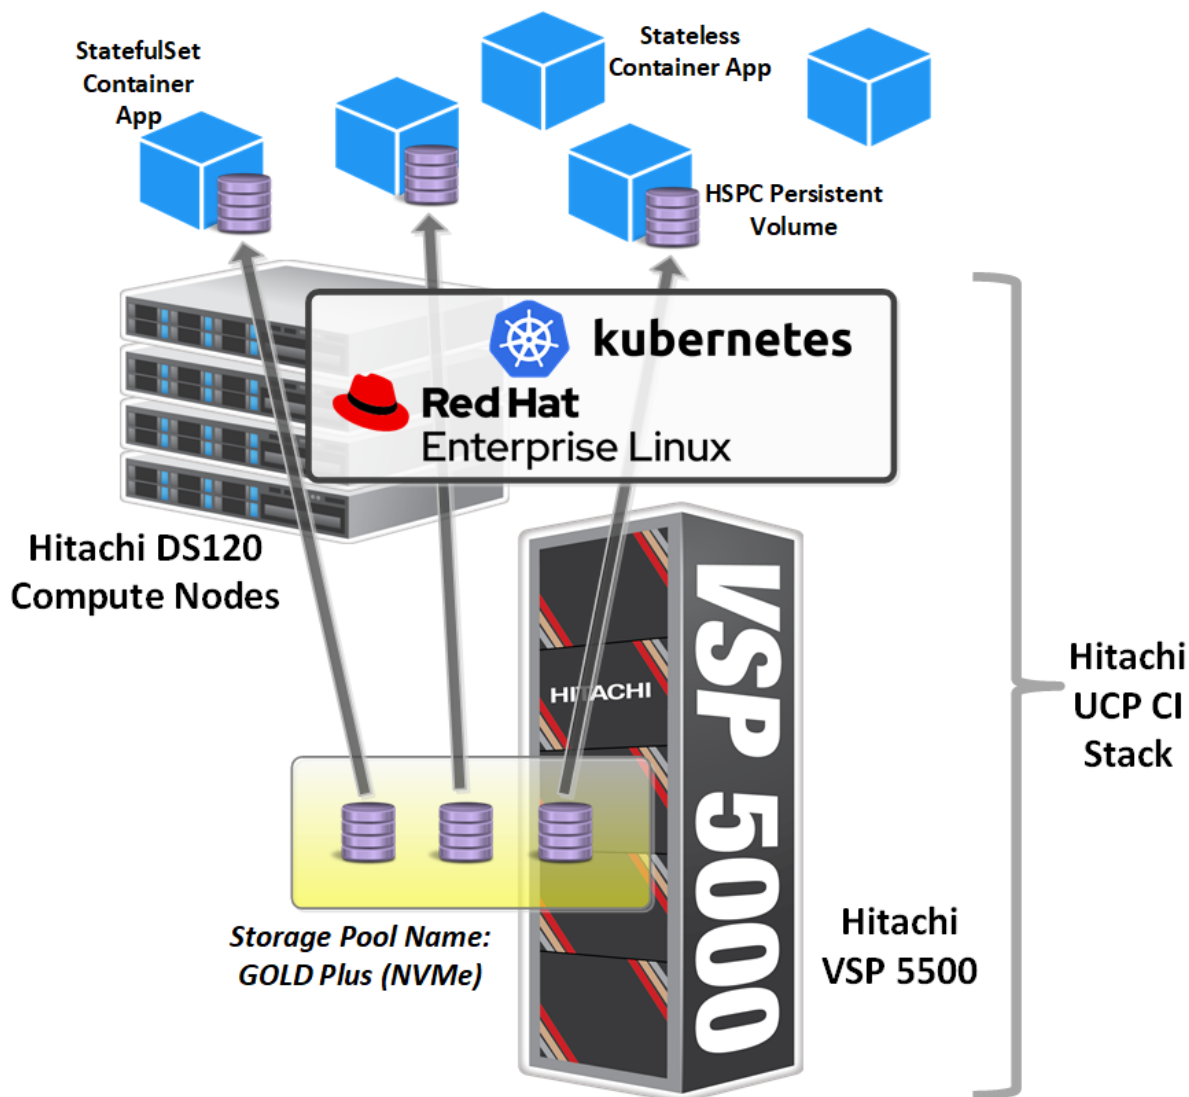 StatefulSet
Container
App
Stateless
Container App
HSPC Persistent
Volume
kubernetes
Red Hat
Enterprise Linux
Hitachi DS120
Compute Nodes
HITACHI
VSP 5000
Hitachi
UCP CI
Stack
Storage Pool Name:
GOLD Plus (NVMe)
Hitachi
VSP 5500